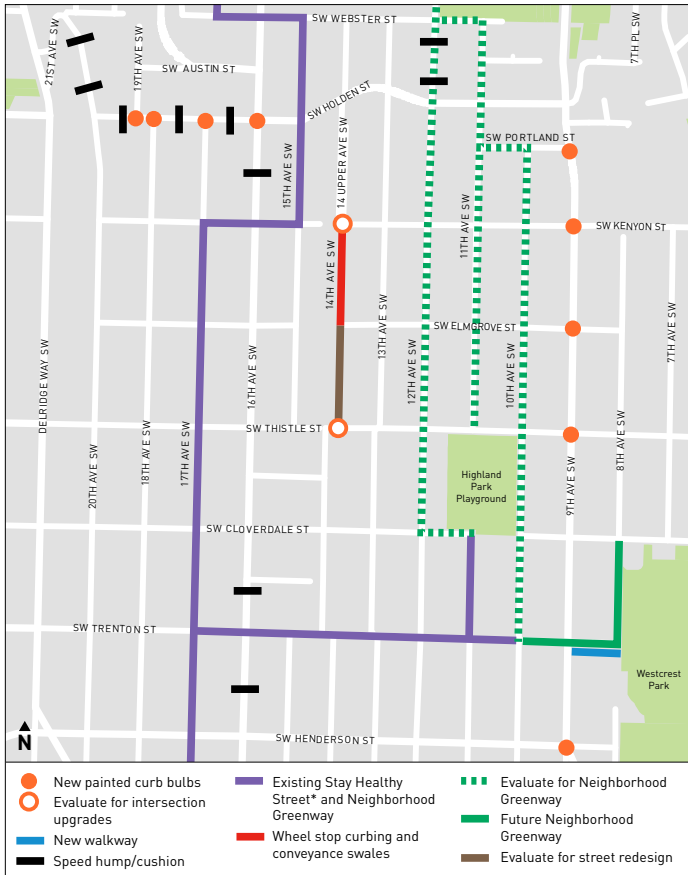 SW WEBSTER ST
21ST AVE SW
19TH AVE SW
SW AUSTIN ST
7TH PL SW
SW HOLDEN ST
SW PORTLAND ST
15TH AVE SW
14 UPPER AVE SW
11TH AVE SW
SW KENYON ST
14TH AVE SW
13TH AVE SW
SW ELMGROVE ST
7TH AVE SW
DELRIDGE WAY SW
20TH AVE SW
18TH AVE SW
17TH AVE SW
16TH AVE SW
12TH AVE SW
10TH AVE SW
SW THISTLE ST
9TH AVE SW
8TH AVE SW
Highland
Park
Playground
SW CLOVERDALE ST
SW TRENTON ST
Westcrest
Park
N
SW HENDERSON ST
New painted curb bulbs
Evaluate for intersection
upgrades
New walkway
Speed hump/cushion
Existing Stay Healthy
Street* and Neighborhood
Greenway
Wheel stop curbing and
conveyance swales
Evaluate for Neighborhood
Greenway
Future Neighborhood
Greenway
Evaluate for street redesign